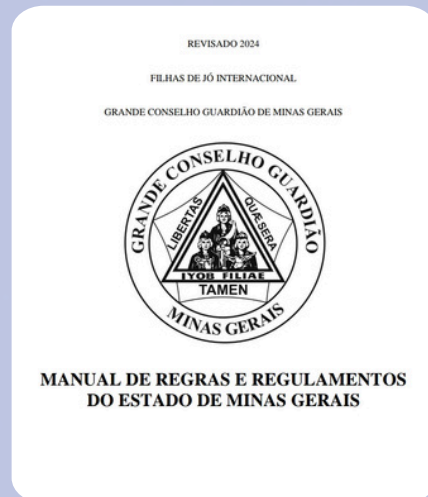 REVISADO 2024
FILHAS DE JÓ INTERNACIONAL
GRANDE CONSELHO GUARDIÃO DE MINAS GERAIS
GRANDE CONSELHO GUARDIÃO
LIBERTAS
QUÆSERA
IYOB FILIAE
TAMEN
MINAS GERAIS
MANUAL DE REGRAS E REGULAMENTOS
DO ESTADO DE MINAS GERAIS